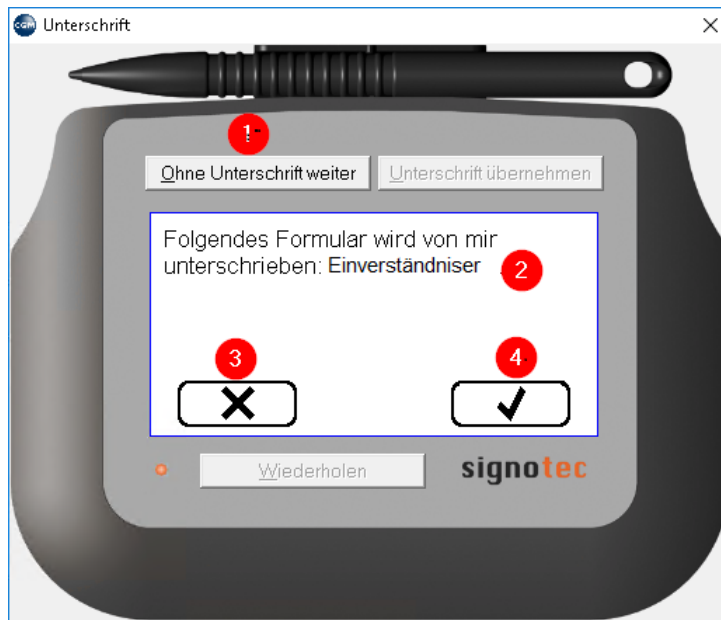 CGM Unterschrift
1
Ohne Unterschrift weiter Unterschrift übernehmen
Folgendes Formular wird von mir
unterschrieben: Einverständniser 2
3 4
Wiederholen signotec